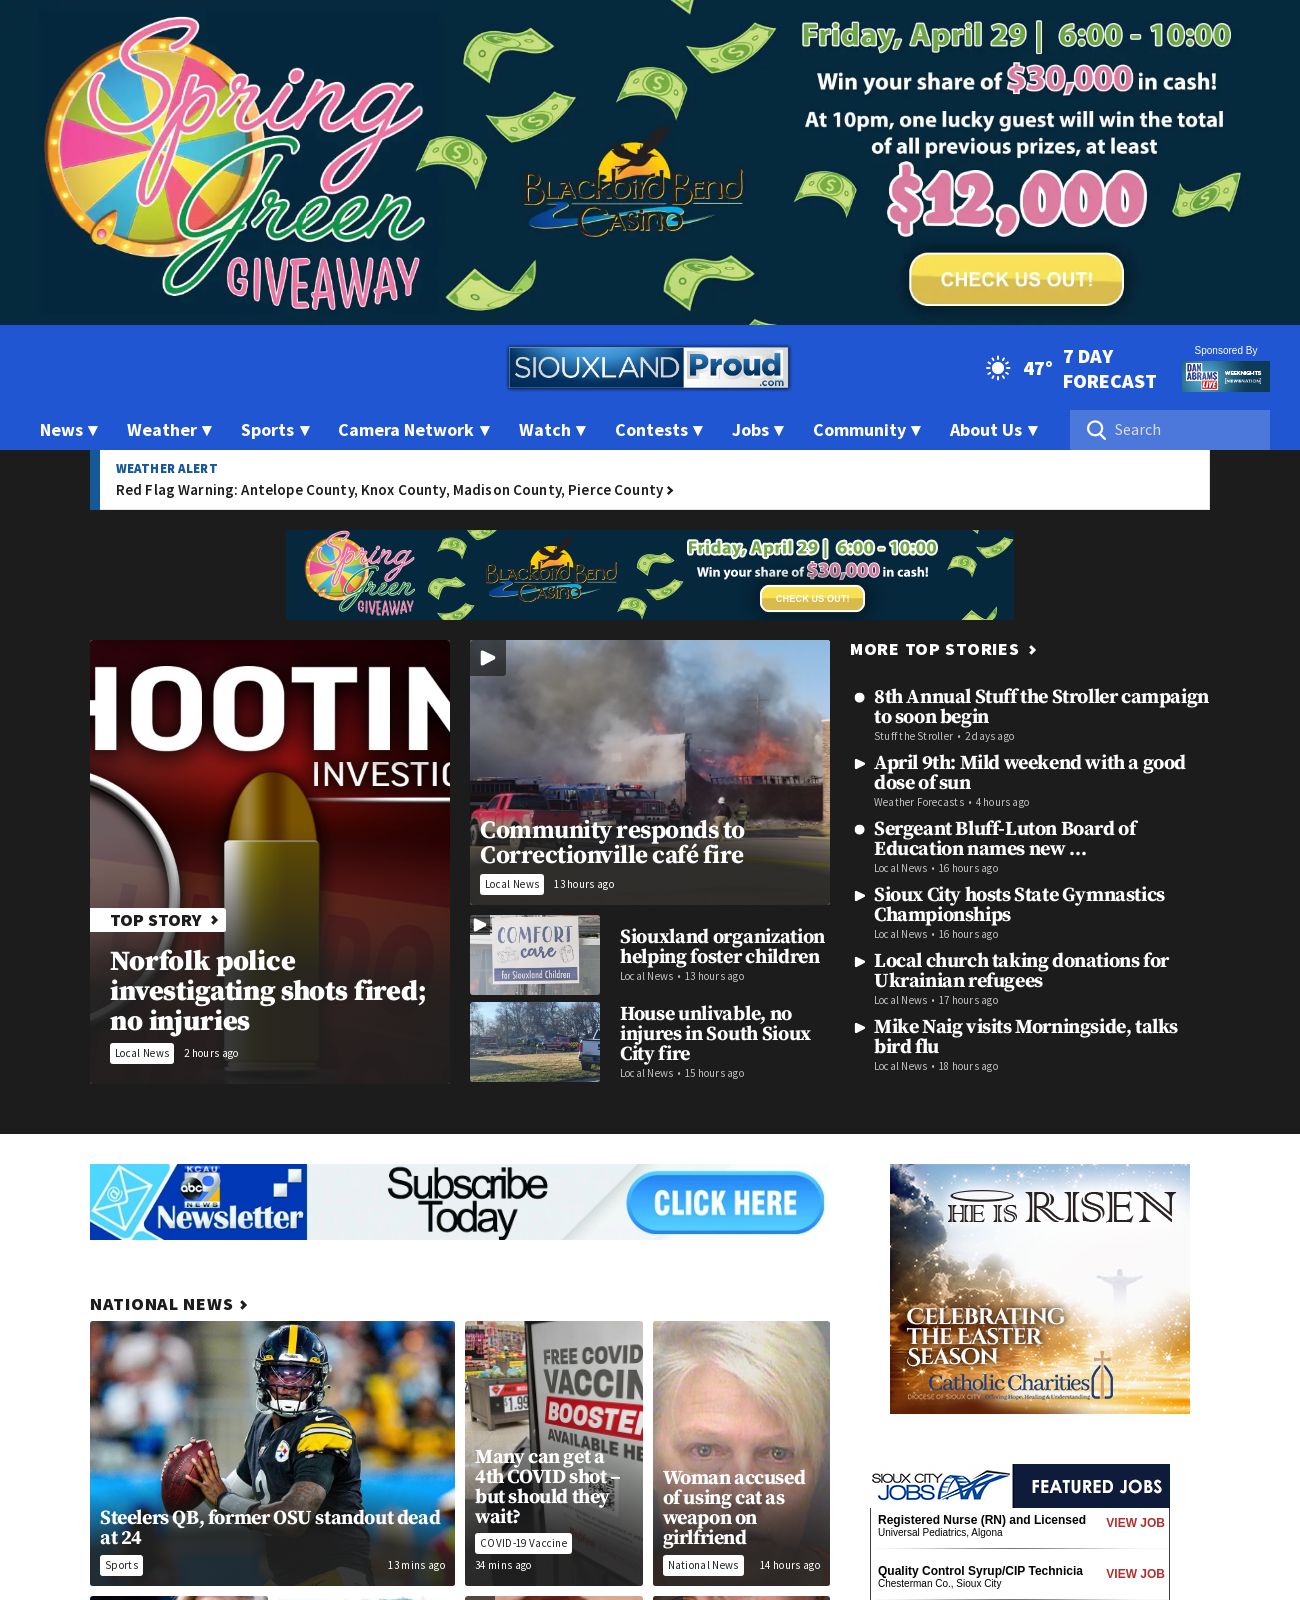 Spring
Green
GIVEAWAY
BLACKBIRD BEND
CASINO
Friday, April 29 | 6:00 - 10:00
Win your share of $30,000 in cash!
At 10pm, one lucky guest will win the total
of all previous prizes, at least
$12,000
CHECK US OUT!
SIOUXLAND Proud
.com
47°
7 DAY
FORECAST
Sponsored By
DAN
ABRAMS
LIVE
WEEKNIGHTS
NEWSNATION
News ▼
Weather ▼
Sports ▼
Camera Network ▼
Watch ▼
Contests ▼
Jobs ▼
Community ▼
About Us ▼
Search
WEATHER ALERT
Red Flag Warning: Antelope County, Knox County, Madison County, Pierce County
Spring
Green
GIVEAWAY
BLACKBIRD BEND
CASINO
Friday, April 29 | 6:00 - 10:00
Win your share of $30,000 in cash!
CHECK US OUT!
HOOTIN
INVESTIG
TOP STORY
Norfolk police
investigating shots fired;
no injuries
Local News 2 hours ago
Community responds to
Correctionville café fire
Local News 13 hours ago
COMFORT
care
for Siouxland Children
Siouxland organization
helping foster children
Local News • 13 hours ago
House unlivable, no
injures in South Sioux
City fire
Local News • 15 hours ago
MORE TOP STORIES
8th Annual Stuff the Stroller campaign
to soon begin
Stuff the Stroller • 2 days ago
April 9th: Mild weekend with a good
dose of sun
Weather Forecasts • 4 hours ago
Sergeant Bluff-Luton Board of
Education names new …
Local News • 16 hours ago
Sioux City hosts State Gymnastics
Championships
Local News • 16 hours ago
Local church taking donations for
Ukrainian refugees
Local News • 17 hours ago
Mike Naig visits Morningside, talks
bird flu
Local News • 18 hours ago
KCAU
abc 9
NEWS
Newsletter
Subscribe
Today
CLICK HERE
HE IS RISEN
CELEBRATING
THE EASTER
SEASON
Catholic Charities
DIOCESE OF SIOUX CITY Offering Hope, Healing & Understanding
NATIONAL NEWS
Steelers QB, former OSU standout dead
at 24
Sports 13 mins ago
FREE COVID
VACCIN
BOOSTER
AVAILABLE HE
$1.99
Many can get a
4th COVID shot –
but should they
wait?
COVID-19 Vaccine
34 mins ago
Woman accused
of using cat as
weapon on
girlfriend
National News 14 hours ago
SIOUX CITY
JOBS
FEATURED JOBS
Registered Nurse (RN) and Licensed
Universal Pediatrics, Algona
VIEW JOB
Quality Control Syrup/CIP Technicia
Chesterman Co., Sioux City
VIEW JOB